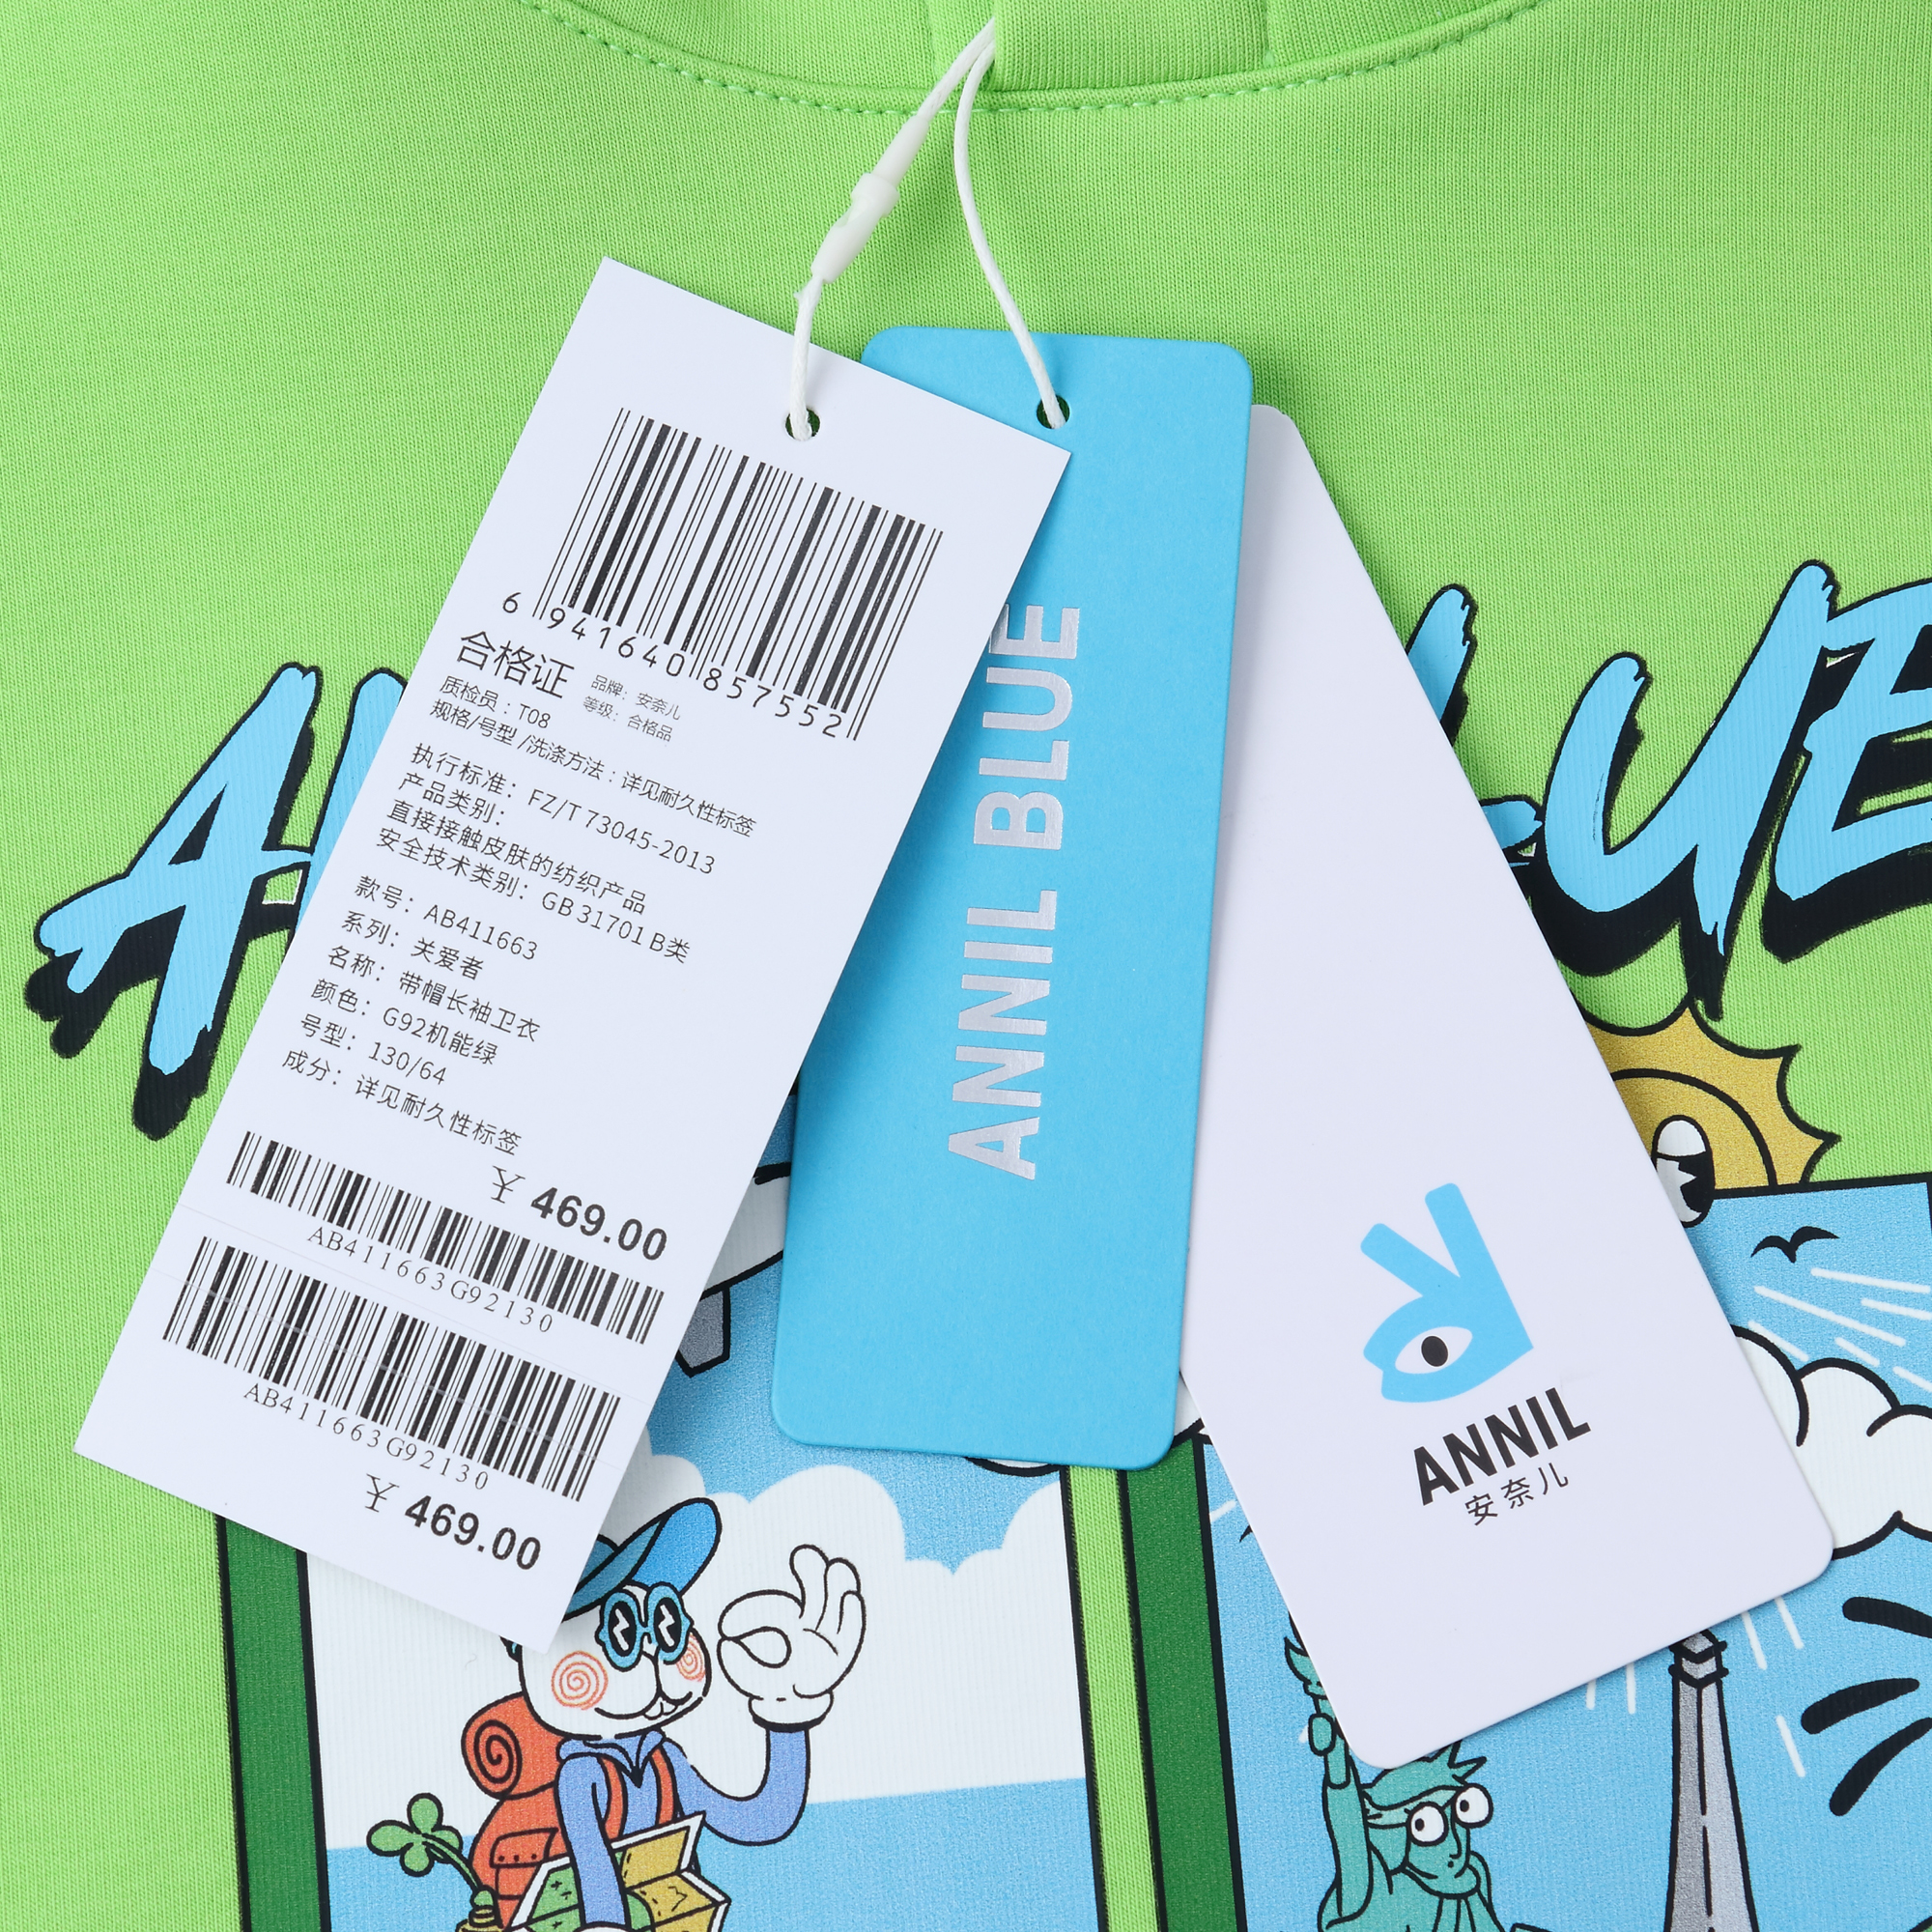 6 941640 857552
合格证
品牌：安奈儿
等级：合格品
质检员：T08
规格/号型/洗涤方法：详见耐久性标签
执行标准：FZ/T 73045-2013
产品类别：
直接接触皮肤的纺织产品
安全技术类别：GB 31701 B类
款号：AB411663
系列：关爱者
名称：带帽长袖卫衣
颜色：G92机能绿
号型：130/64
成分：详见耐久性标签
¥ 469.00
AB411663G92130
AB411663G92130
¥ 469.00
ANNIL BLUE
ANNIL
安奈儿
A
LUE